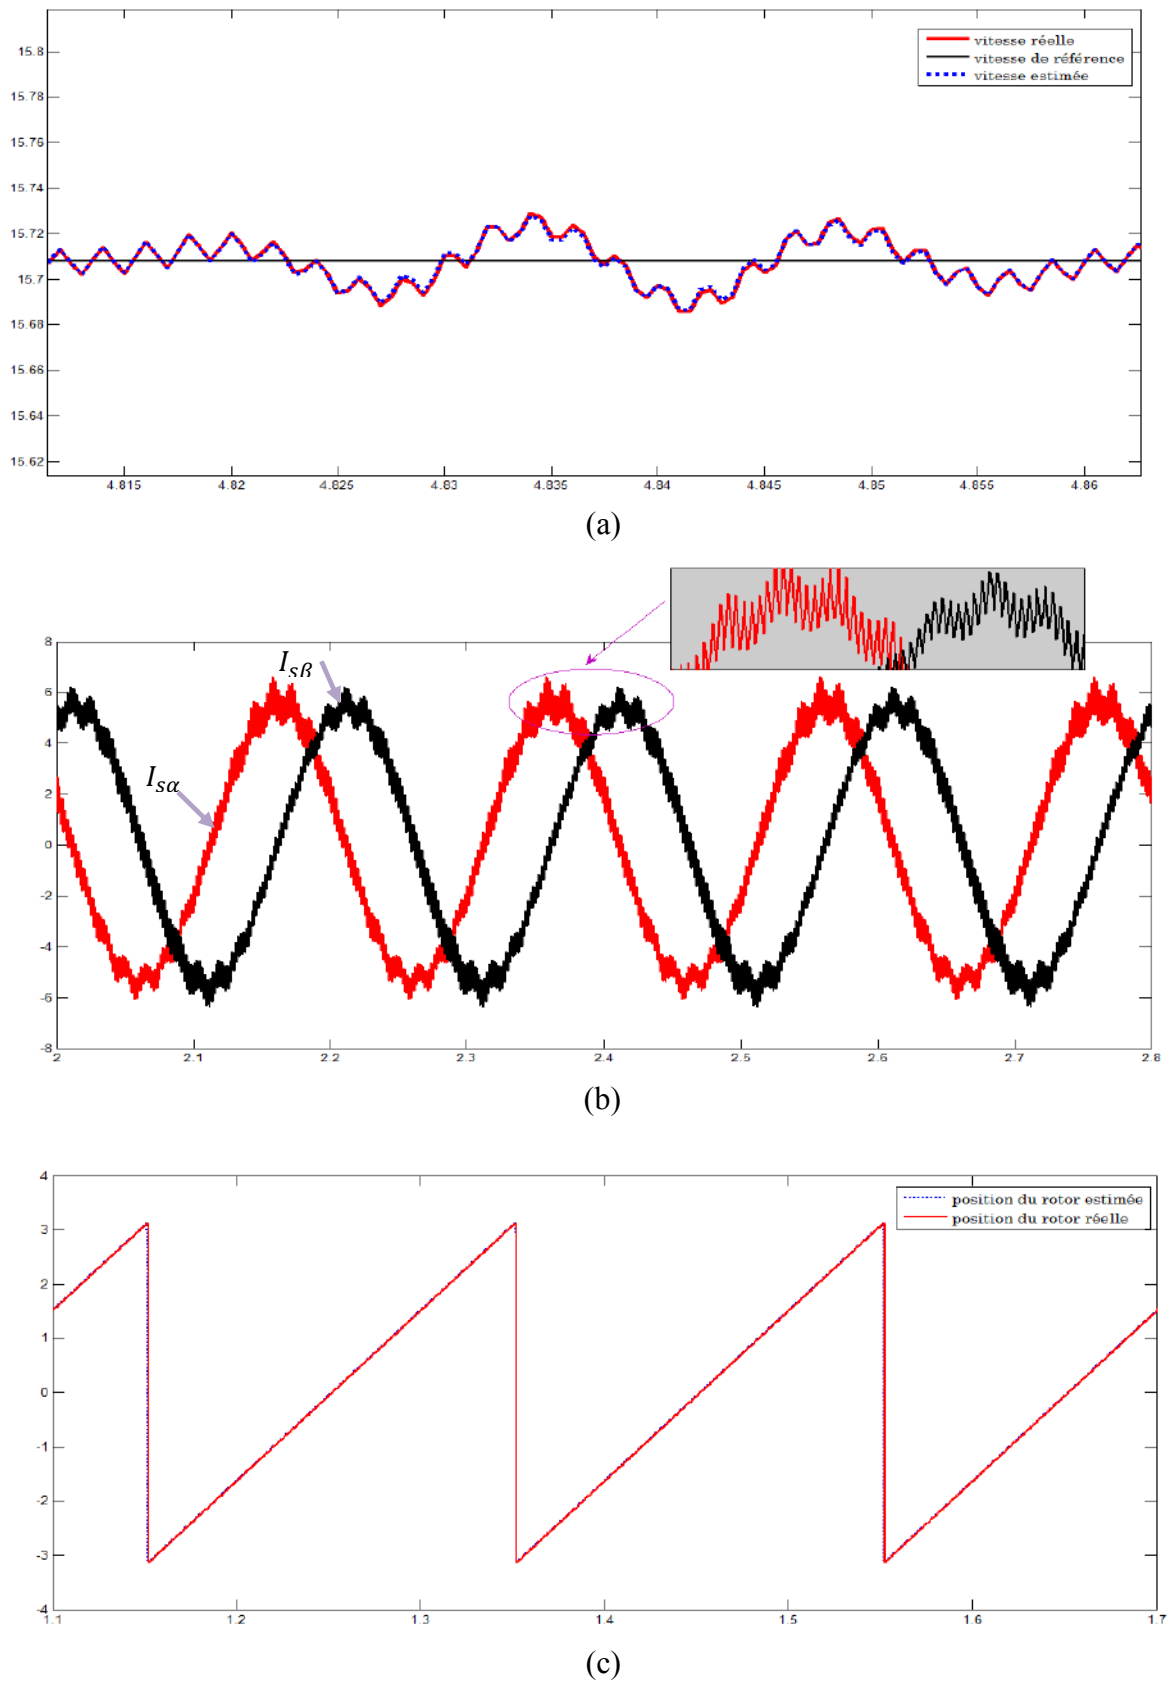 vitesse réelle
vitesse de référence
vitesse estimée
15.8
15.78
15.76
15.74
15.72
15.7
15.68
15.66
15.64
15.62
4.815 4.82 4.825 4.83 4.835 4.84 4.845 4.85 4.855 4.86
(a)
8
6
4
2
0
-2
-4
-6
-8
I_{sβ}
I_{sα}
2 2.1 2.2 2.3 2.4 2.5 2.6 2.7 2.8
(b)
4
3
2
1
0
-1
-2
-3
-4
position du rotor estimée
position du rotor réelle
1.1 1.2 1.3 1.4 1.5 1.6 1.7
(c)